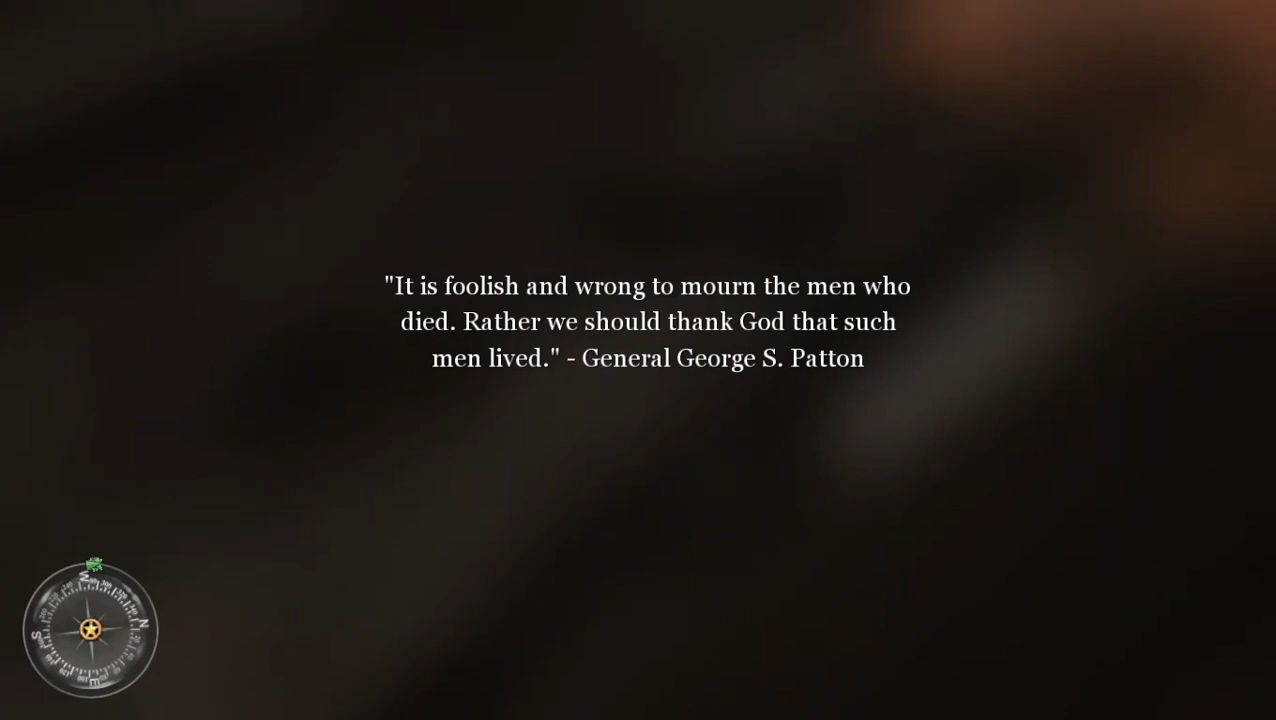 "It is foolish and wrong to mourn the men who
died. Rather we should thank God that such
men lived." - General George S. Patton
W
N
S
E